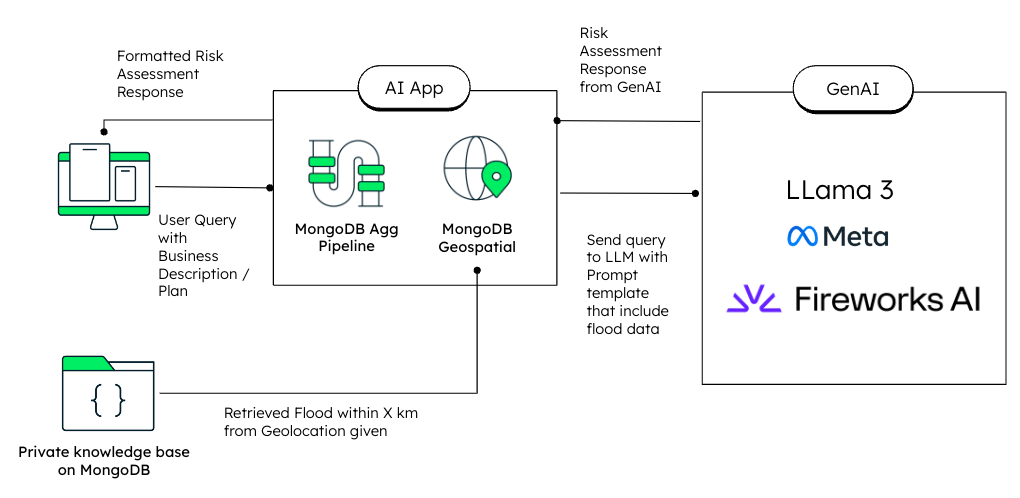 Formatted Risk
Assessment
Response
AI App
Risk
Assessment
Response
from GenAI
GenAI
MongoDB Agg
Pipeline
MongoDB
Geospatial
User Query
with
Business
Description /
Plan
Send query
to LLM with
Prompt
template
that include
flood data
LLama 3
Meta
Fireworks AI
{ }
Retrieved Flood within X km
from Geolocation given
Private knowledge base
on MongoDB